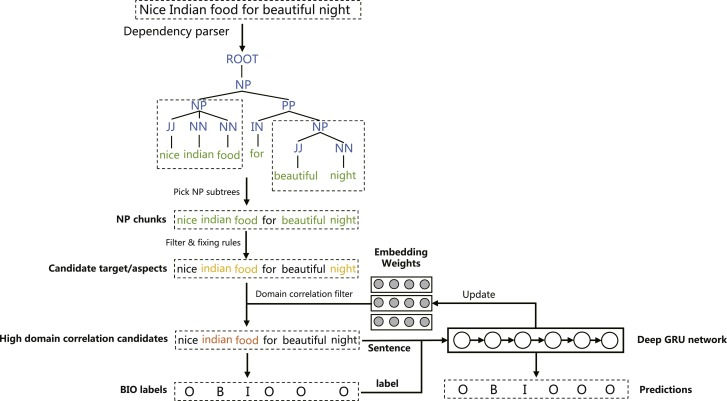 Nice Indian food for beautiful night
Dependency parser
ROOT
NP
NP PP
JJ NN NN IN NP
nice indian food for JJ NN
beautiful night
Pick NP subtrees
NP chunks nice indian food for beautiful night
Filter & fixing rules
Candidate target/aspects nice indian food for beautiful night
Embedding
Weights
Domain correlation filter Update
High domain correlation candidates nice indian food for beautiful night Deep GRU network
Sentence
BIO labels O B I O O O label
O B I O O O Predictions